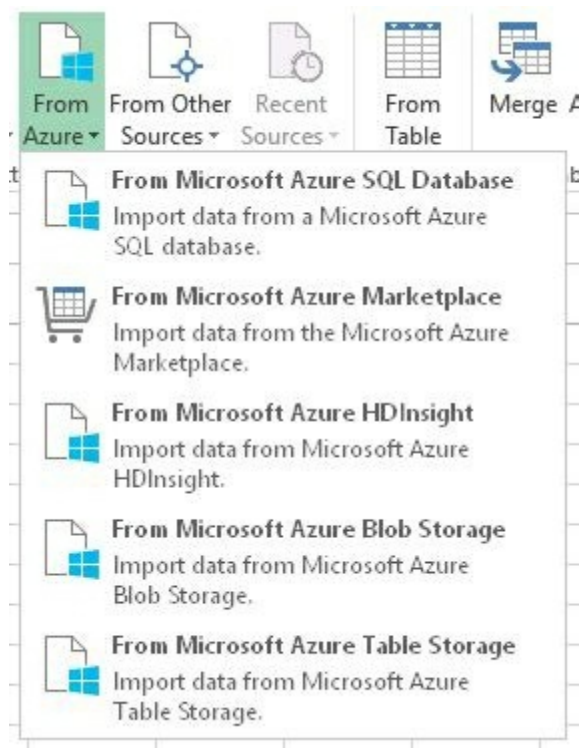 From Azure
From Other Sources
Recent Sources
From Table
Merge
From Microsoft Azure SQL Database
Import data from a Microsoft Azure
SQL database.
From Microsoft Azure Marketplace
Import data from the Microsoft Azure
Marketplace.
From Microsoft Azure HDInsight
Import data from Microsoft Azure
HDInsight.
From Microsoft Azure Blob Storage
Import data from Microsoft Azure
Blob Storage.
From Microsoft Azure Table Storage
Import data from Microsoft Azure
Table Storage.